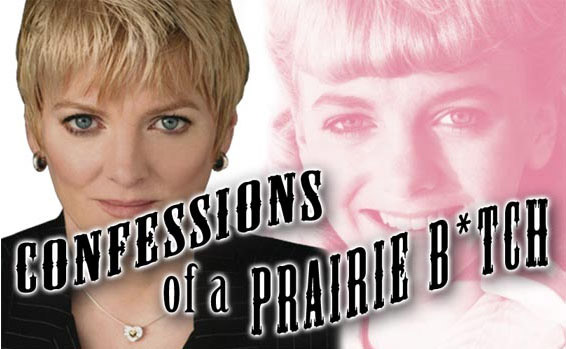 CONFESSIONS
of a PRAIRIE B*TCH